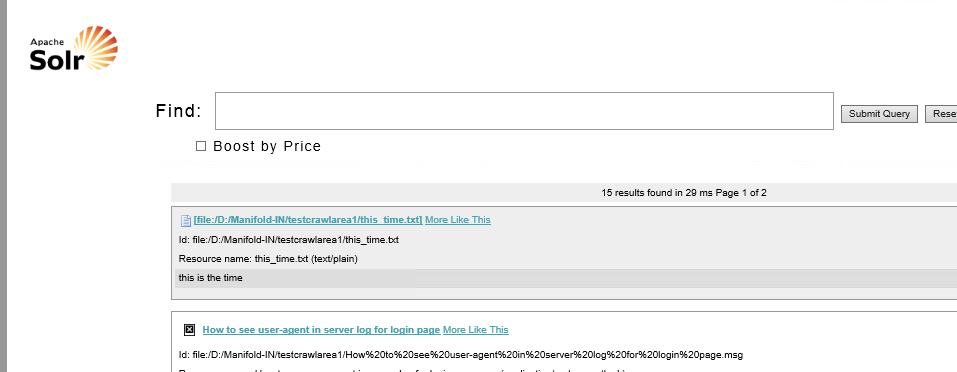 Apache
Solr
Find:
Submit Query
Rese
Boost by Price
15 results found in 29 ms Page 1 of 2
[file:/D:/Manifold-IN/testcrawlarea1/this_time.txt] More Like This
Id: file:/D:/Manifold-IN/testcrawlarea1/this_time.txt
Resource name: this_time.txt (text/plain)
this is the time
How to see user-agent in server log for login page More Like This
Id: file:/D:/Manifold-IN/testcrawlarea1/How%20to%20see%20user-agent%20in%20server%20log%20for%20login%20page.msg